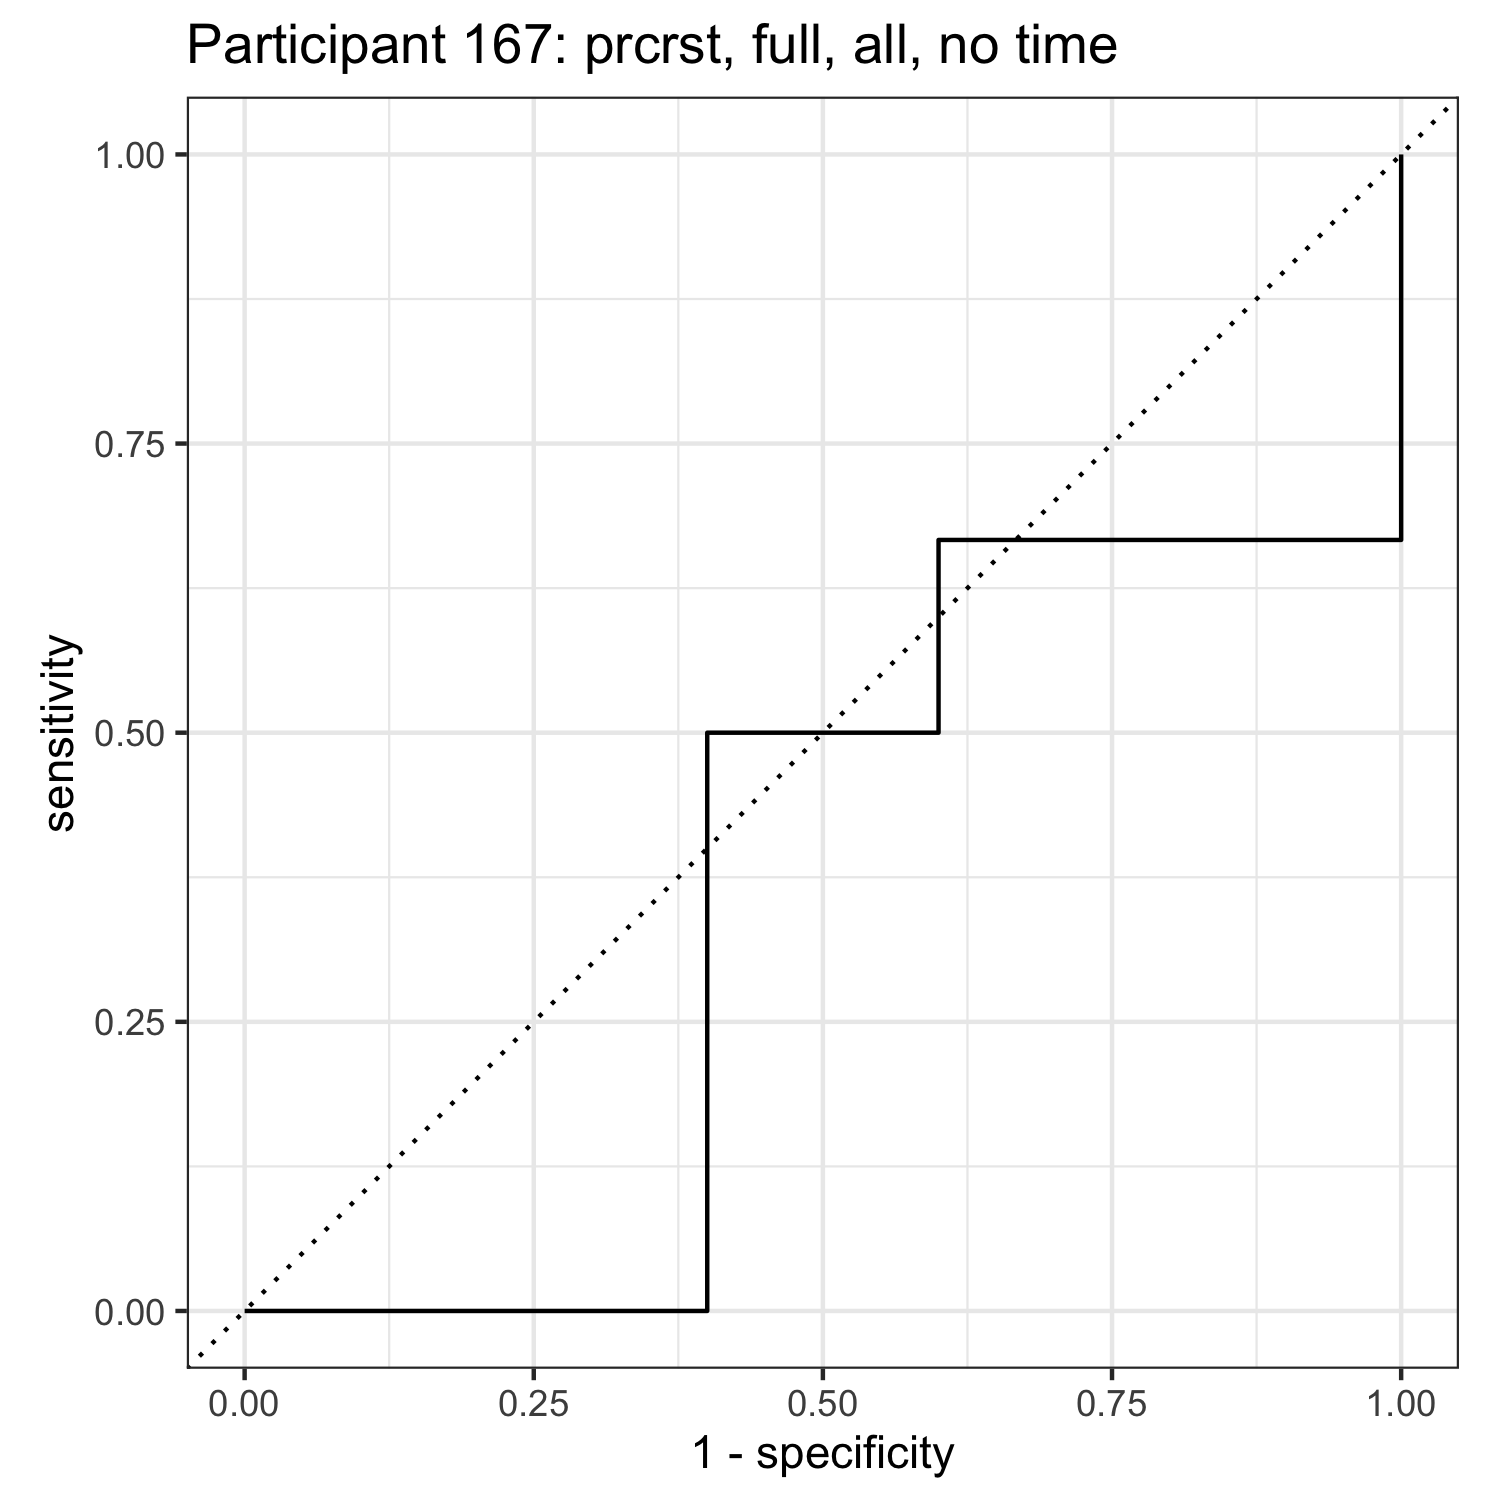 Participant 167: prcrst, full, all, no time
1.00
0.75
0.50
0.25
0.00
sensitivity
0.00 0.25 0.50 0.75 1.00
1 - specificity